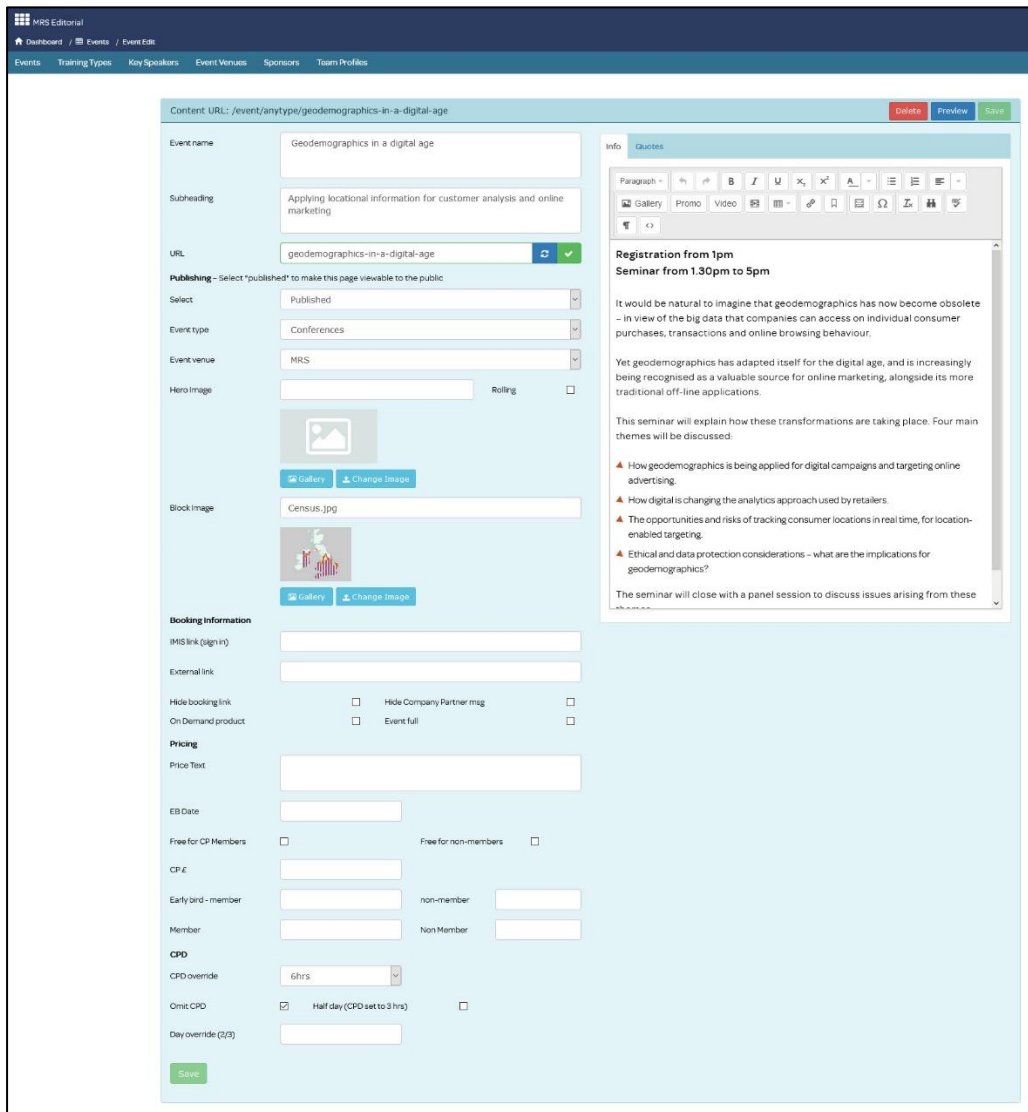 MRS Editorial
Dashboard / Events / Event Edit
Events Training Types Key Speakers Event Venues Sponsors Team Profiles
Content URL: /event/anytype/geodemographics-in-a-digital-age
Delete Preview Save
Event name Geodemographics in a digital age
Subheading Applying locational information for customer analysis and online
marketing
URL geodemographics-in-a-digital-age
Publishing – Select "published" to make this page viewable to the public
Select Published
Event type Conferences
Event venue MRS
Hero Image Rolling
Gallery Change Image
Block Image Census.jpg
Gallery Change Image
Booking Information
IMIS link (sign in)
External link
Hide booking link Hide Company Partner msg
On Demand product Event full
Pricing
Price Text
EB Date
Free for CP Members Free for non-members
CP £
Early bird - member non-member
Member Non Member
CPD
CPD override 6hrs
Omit CPD Half day (CPD set to 3 hrs)
Day override (2/3)
Save
Info Quotes
Paragraph B I U X₂ X² A
Gallery Promo Video Ω Tx
¶ <>
Registration from 1pm
Seminar from 1.30pm to 5pm
It would be natural to imagine that geodemographics has now become obsolete
– in view of the big data that companies can access on individual consumer
purchases, transactions and online browsing behaviour.
Yet geodemographics has adapted itself for the digital age, and is increasingly
being recognised as a valuable source for online marketing, alongside its more
traditional off-line applications.
This seminar will explain how these transformations are taking place. Four main
themes will be discussed:
How geodemographics is being applied for digital campaigns and targeting online
advertising.
How digital is changing the analytics approach used by retailers.
The opportunities and risks of tracking consumer locations in real time, for location-
enabled targeting.
Ethical and data protection considerations – what are the implications for
geodemographics?
The seminar will close with a panel session to discuss issues arising from these